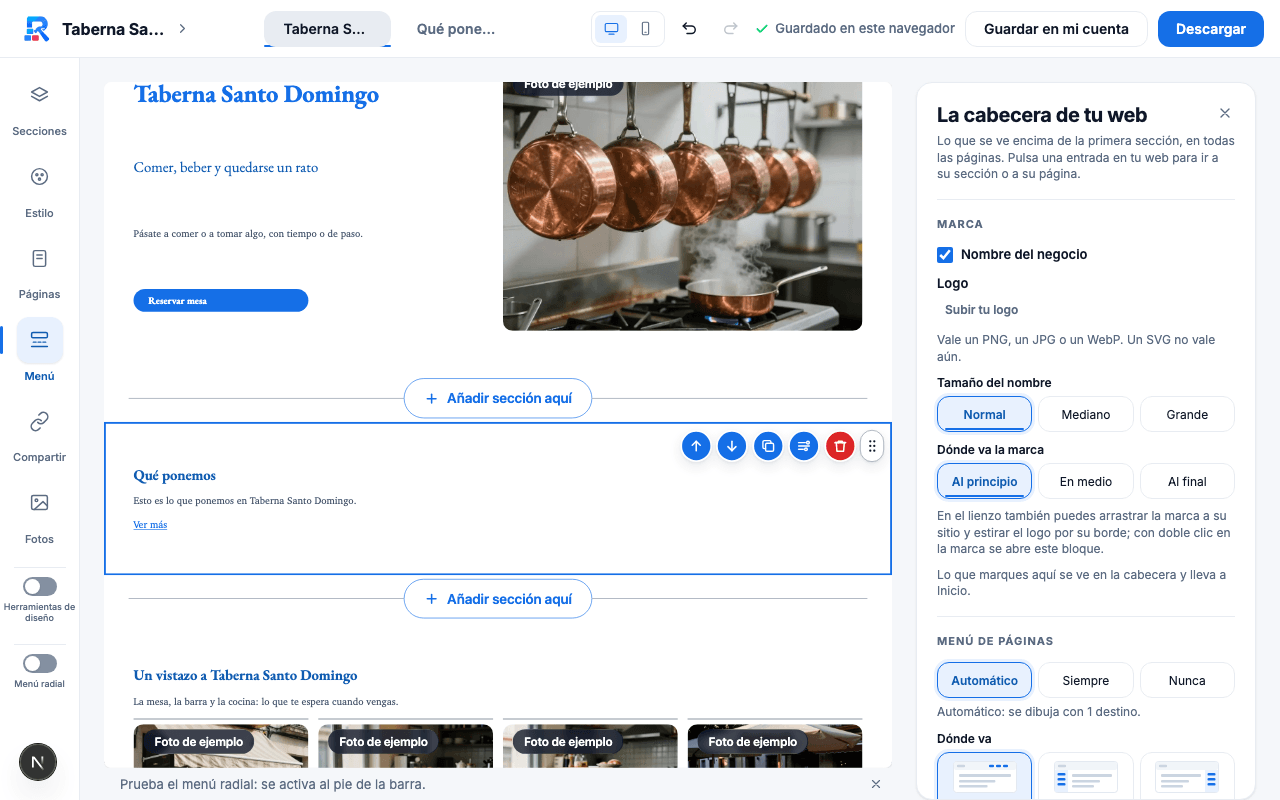 Taberna Sa...
Taberna S...
Qué pone...
Guardado en este navegador
Guardar en mi cuenta
Descargar
Secciones
Estilo
Páginas
Menú
Compartir
Fotos
Herramientas de
diseño
Menú radial
N
Foto de ejemplo
Taberna Santo Domingo
Comer, beber y quedarse un rato
Pásate a comer o a tomar algo, con tiempo o de paso.
Reservar mesa
+ Añadir sección aquí
Qué ponemos
Esto es lo que ponemos en Taberna Santo Domingo.
Ver más
+ Añadir sección aquí
Un vistazo a Taberna Santo Domingo
La mesa, la barra y la cocina: lo que te espera cuando vengas.
Foto de ejemplo
Foto de ejemplo
Foto de ejemplo
Foto de ejemplo
Prueba el menú radial: se activa al pie de la barra.
La cabecera de tu web
Lo que se ve encima de la primera sección, en todas
las páginas. Pulsa una entrada en tu web para ir a
su sección o a su página.
MARCA
Nombre del negocio
Logo
Subir tu logo
Vale un PNG, un JPG o un WebP. Un SVG no vale
aún.
Tamaño del nombre
Normal
Mediano
Grande
Dónde va la marca
Al principio
En medio
Al final
En el lienzo también puedes arrastrar la marca a su
sitio y estirar el logo por su borde; con doble clic en
la marca se abre este bloque.
Lo que marques aquí se ve en la cabecera y lleva a
Inicio.
MENÚ DE PÁGINAS
Automático
Siempre
Nunca
Automático: se dibuja con 1 destino.
Dónde va